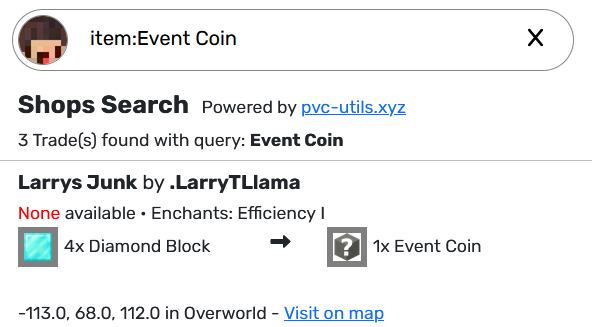 item:Event Coin X
Shops Search Powered by pvc-utils.xyz
3 Trade(s) found with query: Event Coin
Larrys Junk by .LarryTLlama
None available • Enchants: Efficiency I
4x Diamond Block → ? 1x Event Coin
-113.0, 68.0, 112.0 in Overworld - Visit on map